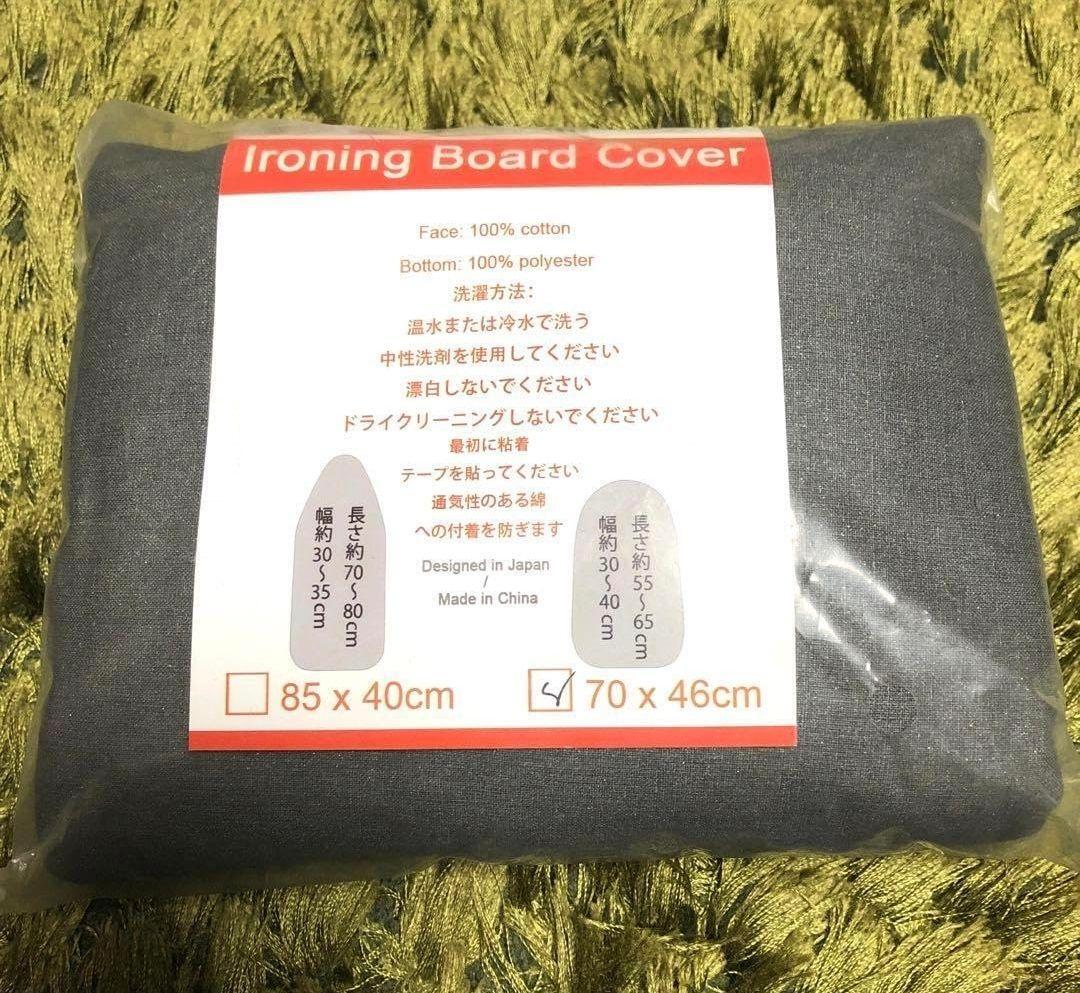 Ironing Board Cover
Face: 100% cotton
Bottom: 100% polyester
洗濯方法:
温水または冷水で洗う
中性洗剤を使用してください
漂白しないでください
ドライクリーニングしないでください
最初に粘着
テープを貼ってください
通気性のある綿
への付着を防ぎます
長さ約70～80cm
幅約30～35cm
Designed in Japan
/
Made in China
長さ約55～65cm
幅約30～40cm
85 x 40cm
70 x 46cm